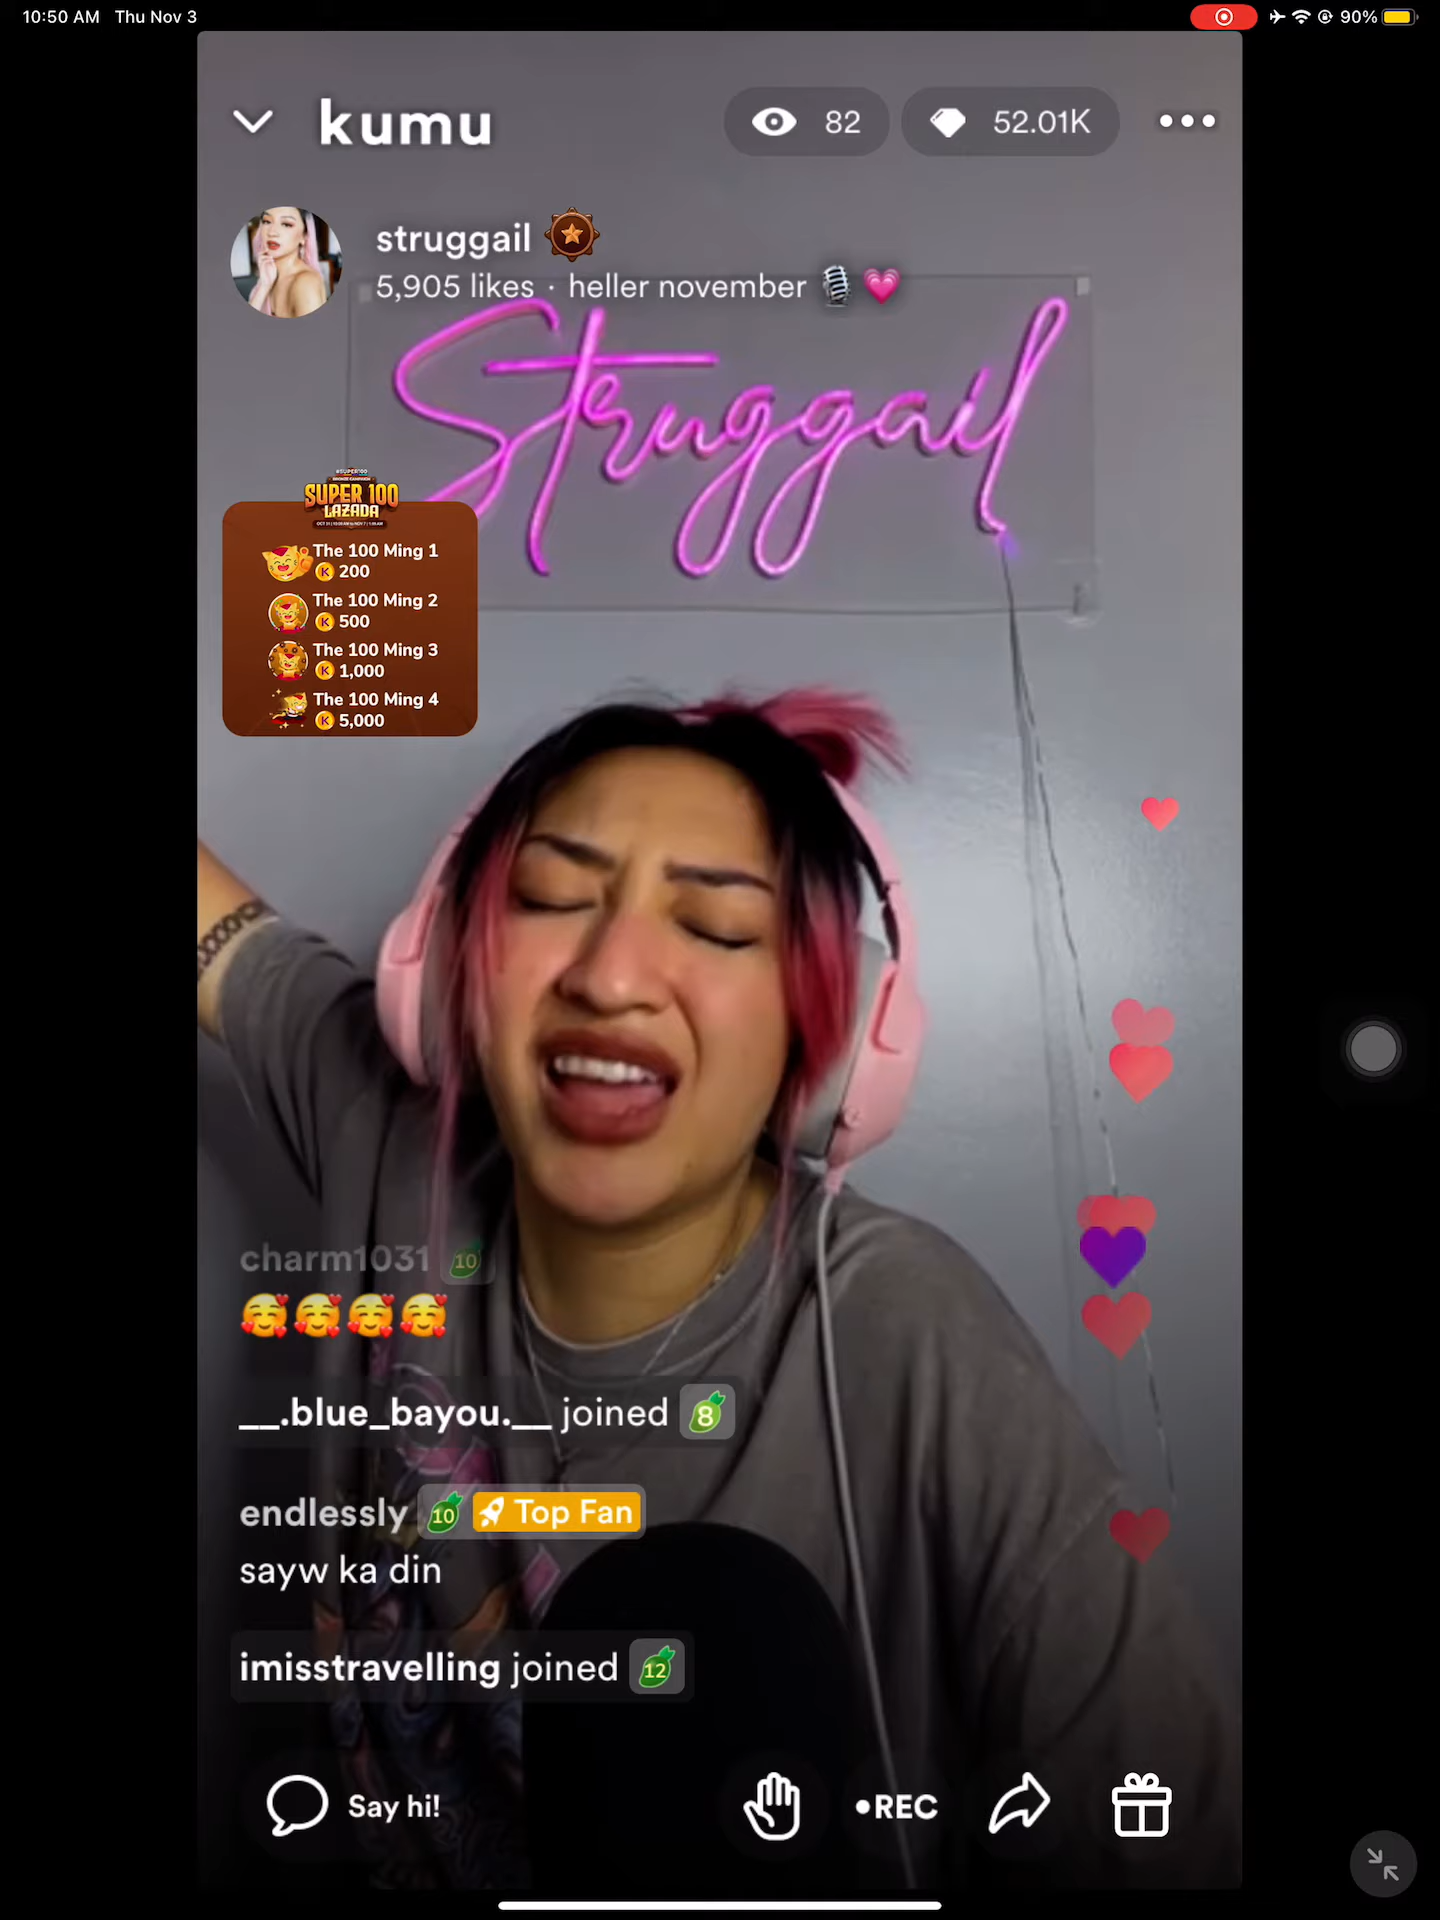 10:50 AM Thu Nov 3
90%
kumu
82
52.01K
struggail
5,905 likes · heller november
Struggail
#SUPER100
BRONZE CAMPAIGN
SUPER 100
LAZADA
The 100 Ming 1
K 200
The 100 Ming 2
K 500
The 100 Ming 3
K 1,000
The 100 Ming 4
K 5,000
charm1031 10
__.blue_bayou.__ joined 8
endlessly 10 Top Fan
sayw ka din
imisstravelling joined 12
Say hi!
•REC